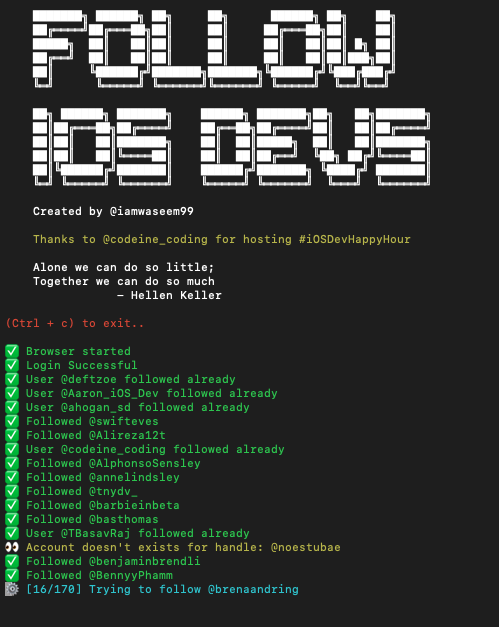 FOLLOW
iOS DEVS
Created by @iamwaseem99
Thanks to @codeine_coding for hosting #iOSDevHappyHour
Alone we can do so little;
Together we can do so much
— Hellen Keller
(Ctrl + c) to exit..
✅ Browser started
✅ Login Successful
✅ User @deftzoe followed already
✅ User @Aaron_iOS_Dev followed already
✅ User @ahogan_sd followed already
✅ Followed @swifteves
✅ Followed @Alireza12t
✅ User @codeine_coding followed already
✅ Followed @AlphonsoSensley
✅ Followed @annelindsley
✅ Followed @tnydv_
✅ Followed @barbieinbeta
✅ Followed @basthomas
✅ User @TBasavRaj followed already
👀 Account doesn't exists for handle: @noestubae
✅ Followed @benjaminbrendli
✅ Followed @BennyyPhamm
⚙️ [16/170] Trying to follow @brenaandring